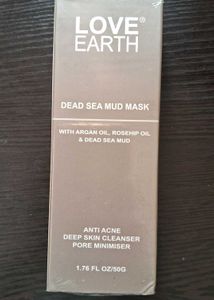 LOVE®
EARTH
DEAD SEA MUD MASK
WITH ARGAN OIL, ROSEHIP OIL
& DEAD SEA MUD
ANTI ACNE
DEEP SKIN CLEANSER
PORE MINIMISER
1.76 FL OZ/50G